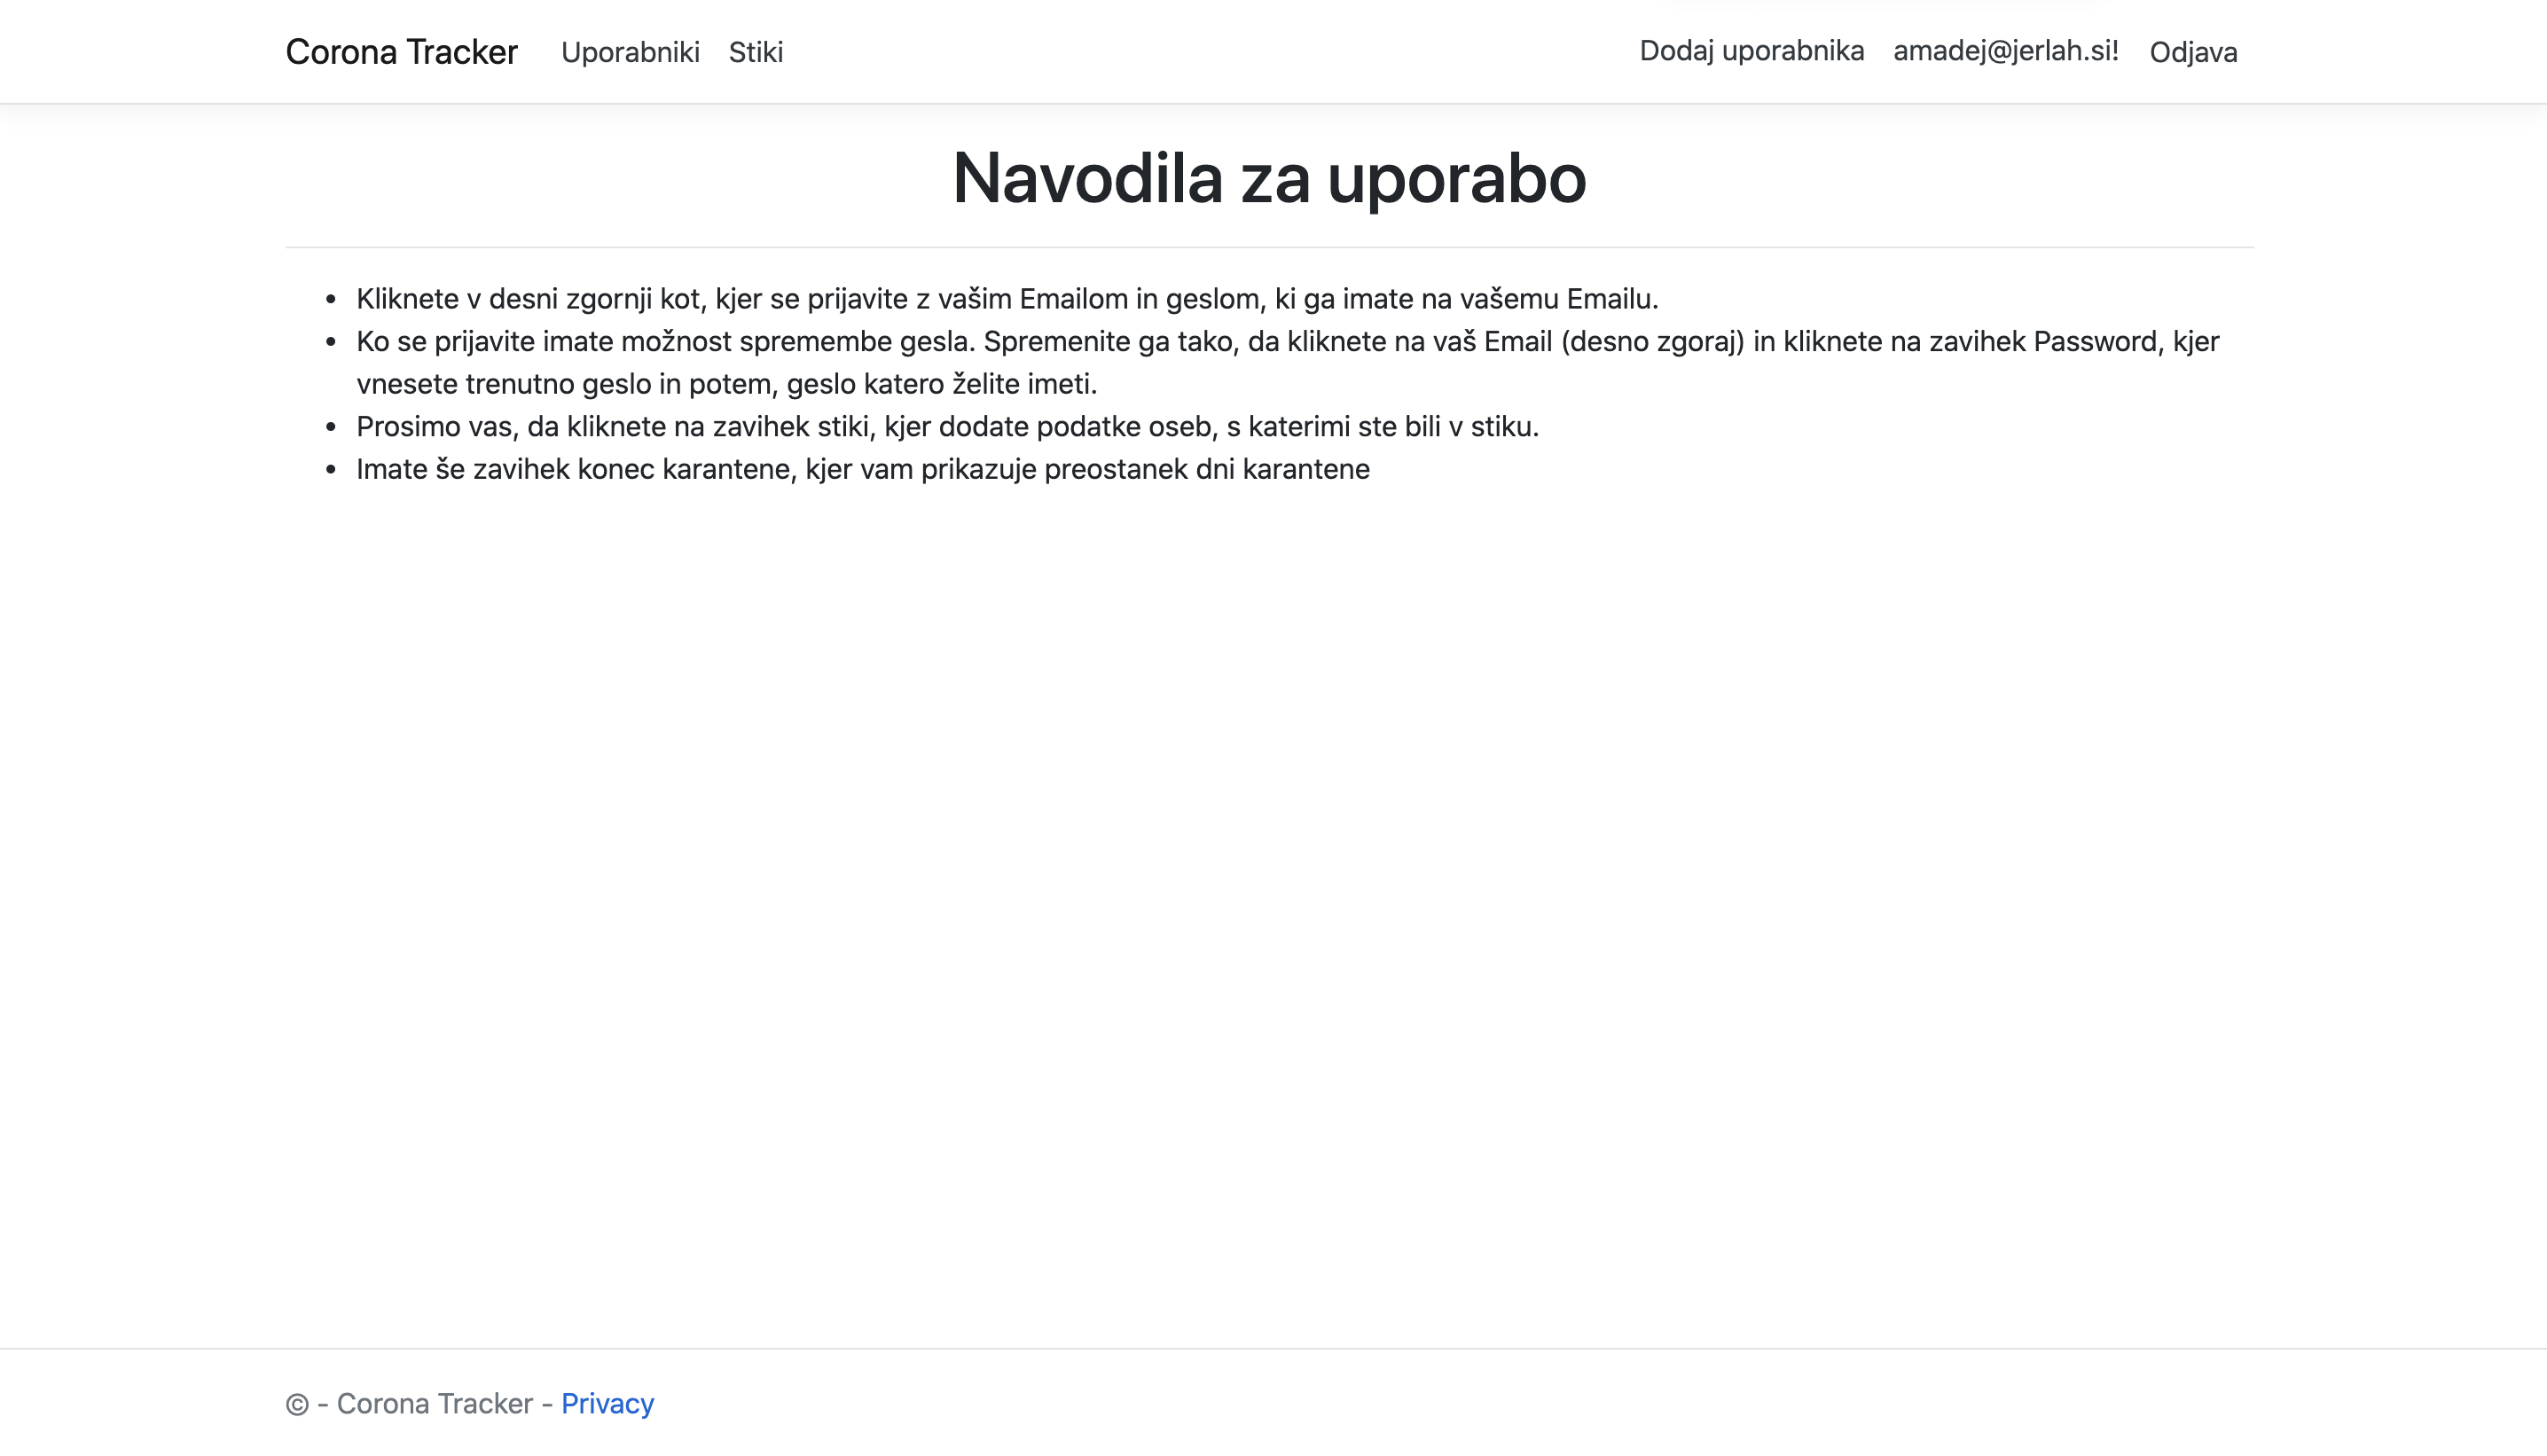 Corona Tracker Uporabniki Stiki Dodaj uporabnika amadej@jerlah.si! Odjava
Navodila za uporabo
• Kliknete v desni zgornji kot, kjer se prijavite z vašim Emailom in geslom, ki ga imate na vašemu Emailu.
• Ko se prijavite imate možnost spremembe gesla. Spremenite ga tako, da kliknete na vaš Email (desno zgoraj) in kliknete na zavihek Password, kjer
vnesete trenutno geslo in potem, geslo katero želite imeti.
• Prosimo vas, da kliknete na zavihek stiki, kjer dodate podatke oseb, s katerimi ste bili v stiku.
• Imate še zavihek konec karantene, kjer vam prikazuje preostanek dni karantene
© - Corona Tracker - Privacy